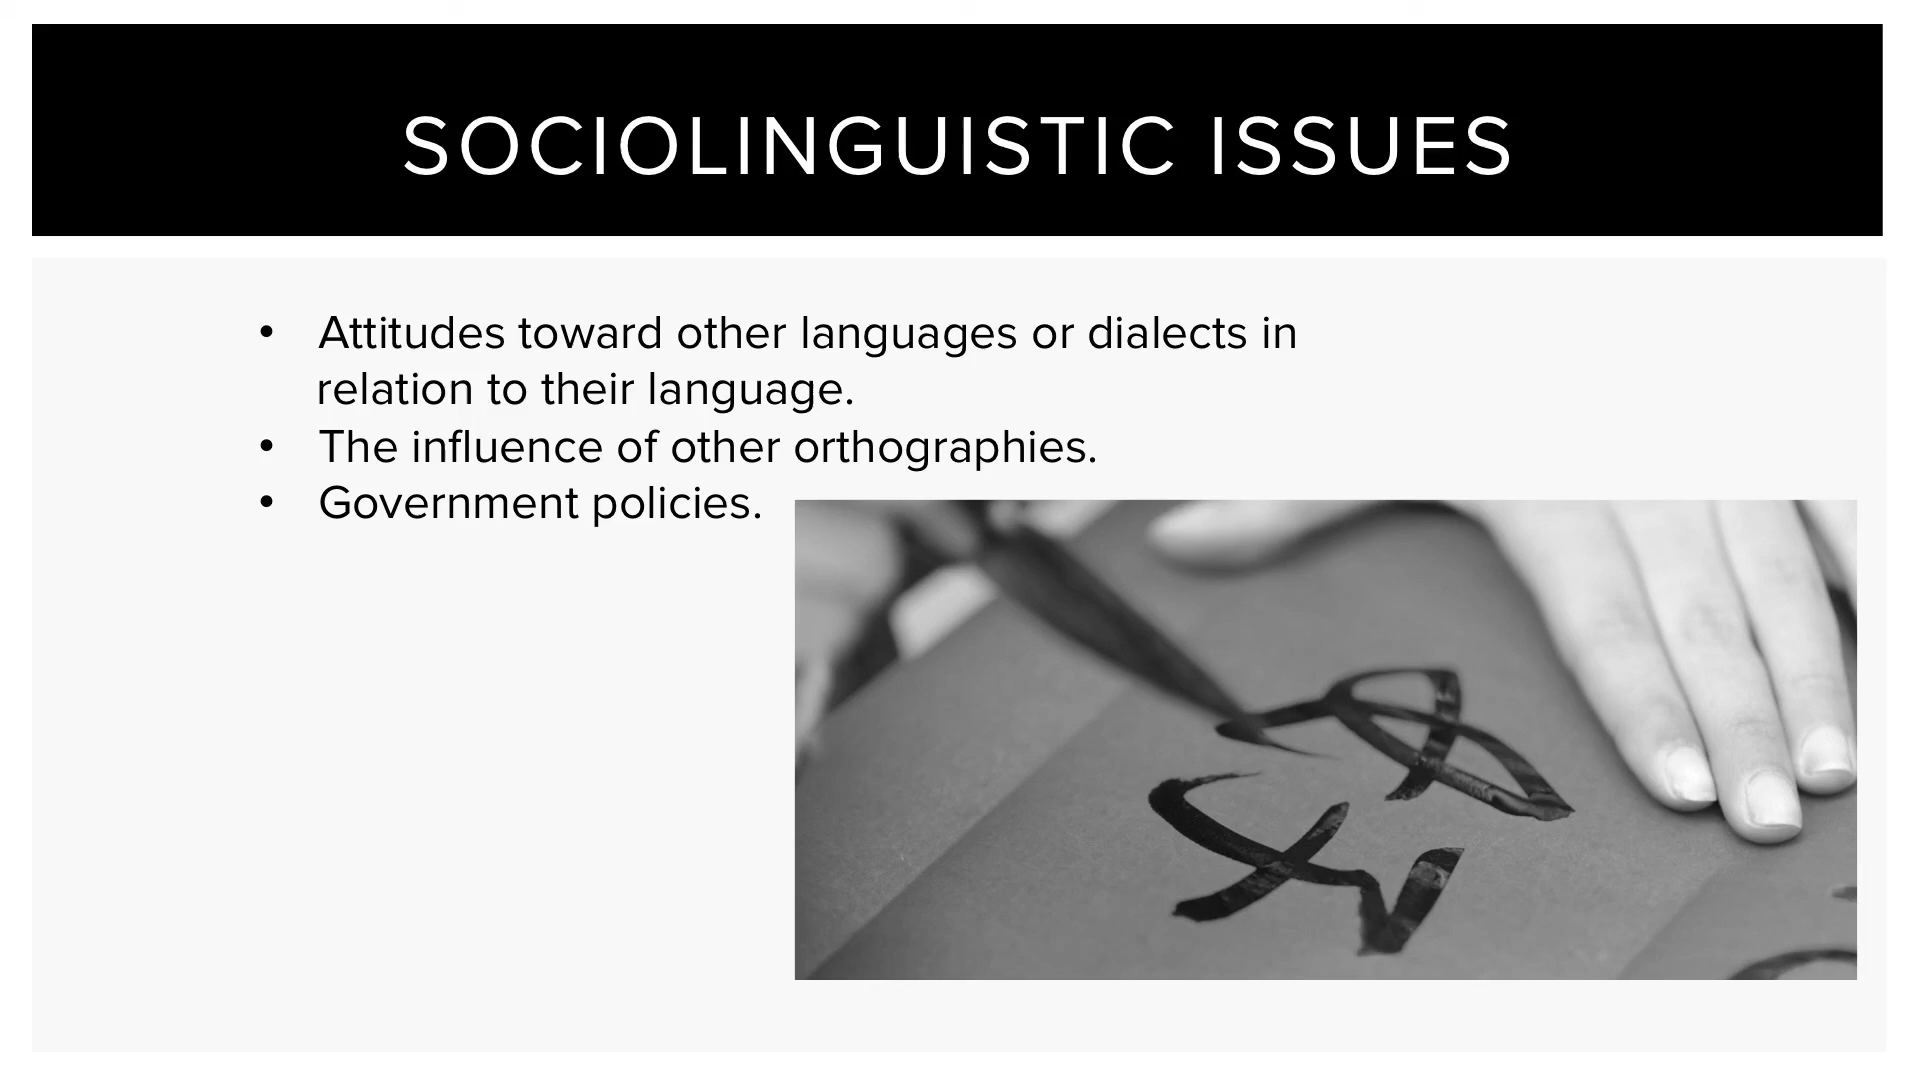 SOCIOLINGUISTIC ISSUES
• Attitudes toward other languages or dialects in
relation to their language.
• The influence of other orthographies.
• Government policies.